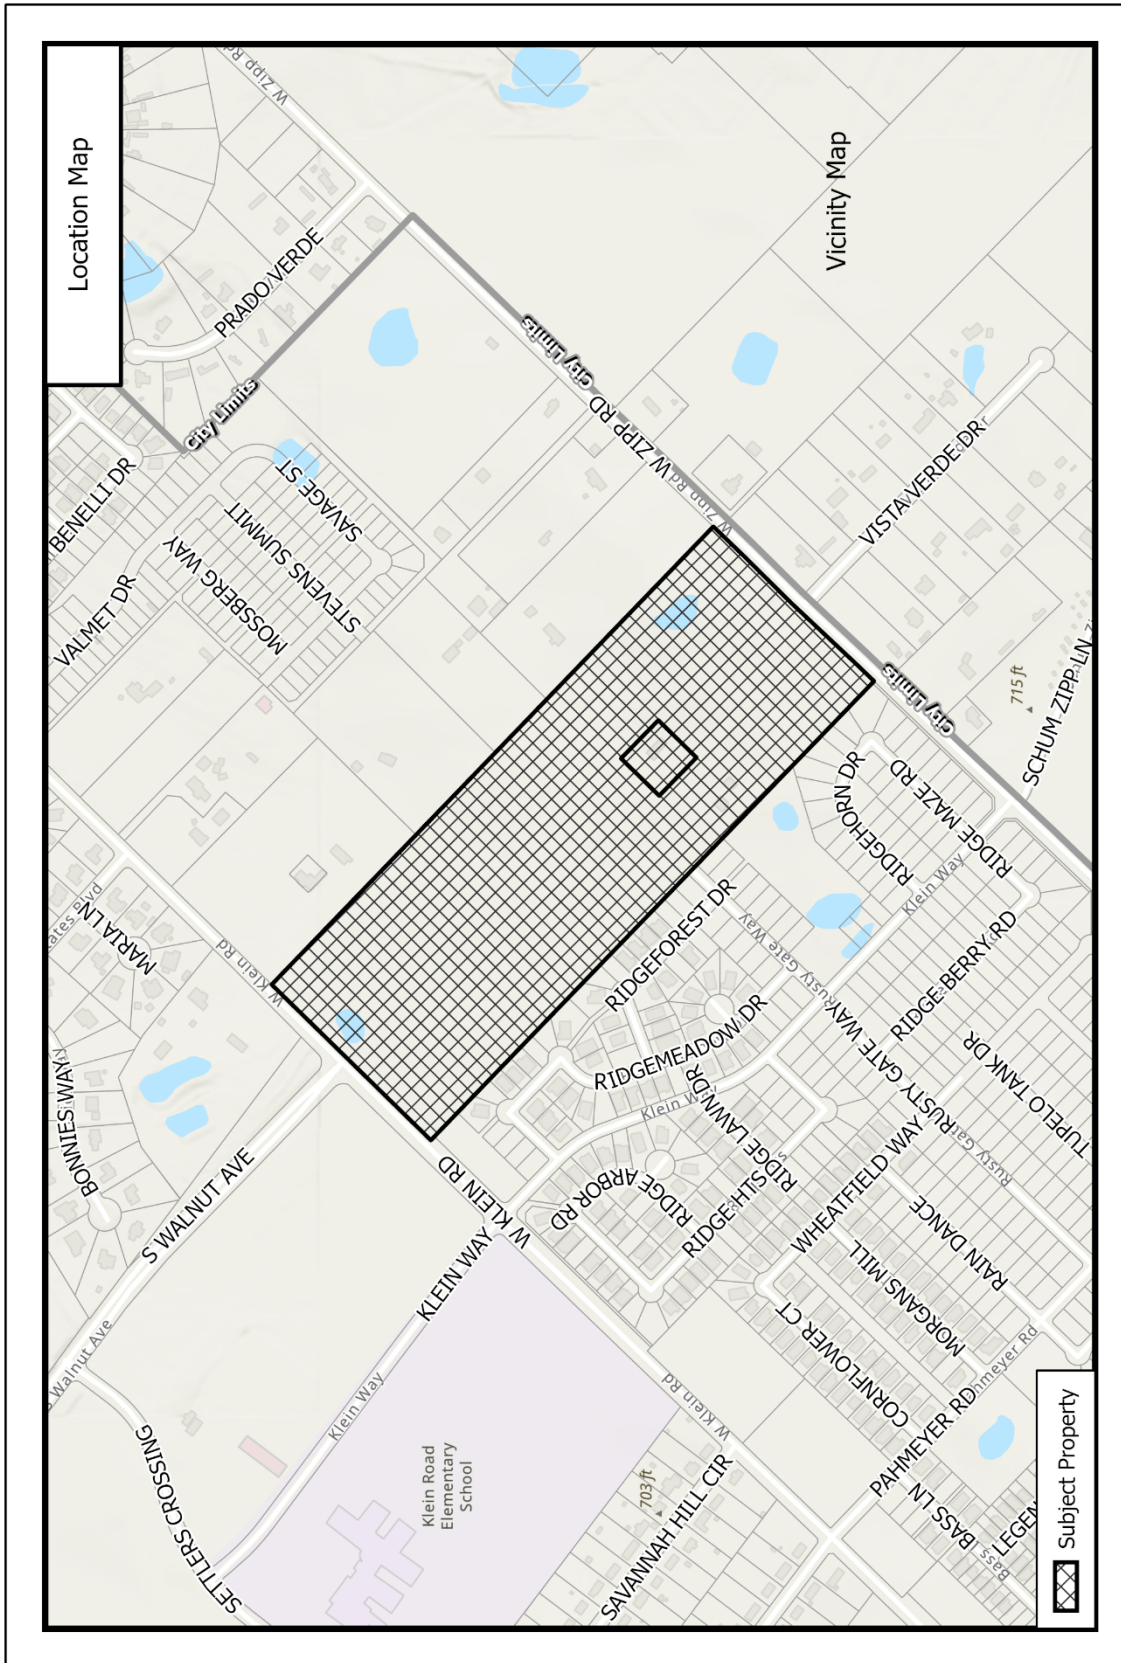 Location Map
W Zipp Rd
PRADO VERDE
City Limits
BENELLI DR
VALMET DR
MOSSBERG WAY
STEVENS SUMMIT
SAVAGE ST
Vicinity Map
City Limits
W ZIPP RD
W Zipp Rd
VISTA VERDE DR
City Limits
715 ft
SCHUM ZIPP LN
MARIA LN
W Klein Rd
BONNIES WAY
S WALNUT AVE
S Walnut Ave
SETTLERS CROSSING
W KLEIN RD
KLEIN WAY
Klein Way
Klein Road
Elementary
School
RIDGEHORN DR
RIDGE MAZE RD
Klein Way
RIDGEFOREST DR
Rusty Gate Way
RIDGE BERRY RD
RIDGEMEADOW DR
RUSTY GATE WAY
Rusty Gate
TUPELO TANK DR
RIDGE LAWN DR
RIDGE ARBOR RD
RIDGE HTS
WHEATFIELD WAY
RAIN DANCE
MORGANS MILL
CORNFLOWER CT
W Klein Rd
PAHMEYER RD
SAVANNAH HILL CIR
703 ft
BASS LN
Bass Ln
LEGEN
Subject Property